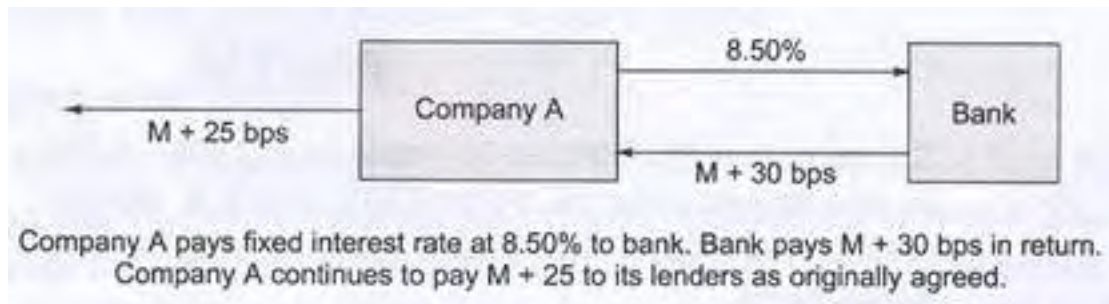 8.50%
Company A
Bank
M + 25 bps
M + 30 bps
Company A pays fixed interest rate at 8.50% to bank. Bank pays M + 30 bps in return.
Company A continues to pay M + 25 to its lenders as originally agreed.